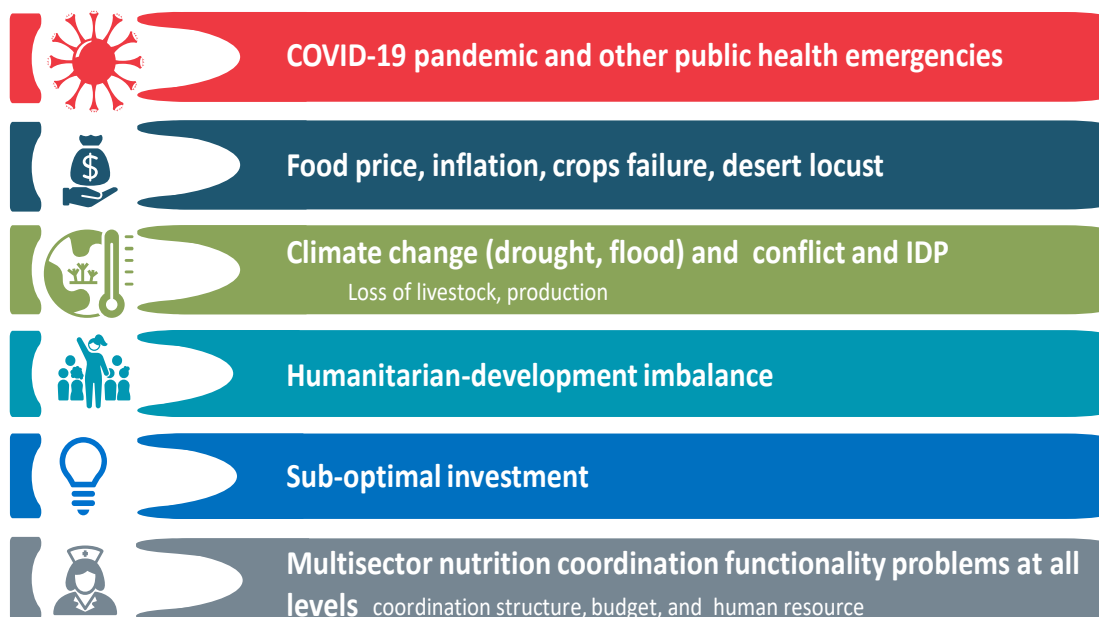 COVID-19 pandemic and other public health emergencies
$
Food price, inflation, crops failure, desert locust
Climate change (drought, flood) and conflict and IDP
Loss of livestock, production
Humanitarian-development imbalance
Sub-optimal investment
Multisector nutrition coordination functionality problems at all
levels coordination structure, budget, and human resource